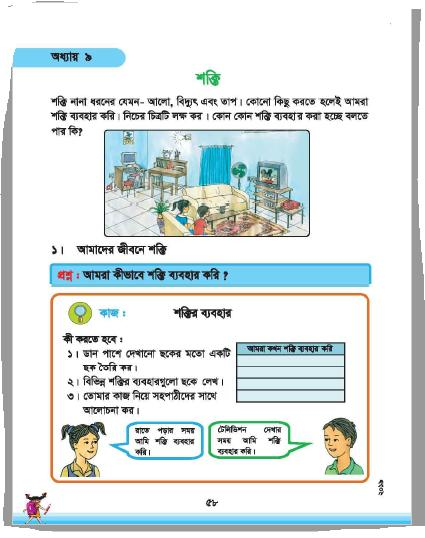 অধ্যায় ৯
শক্তি
শক্তি নানা ধরনের যেমন- আলো, বিদ্যুৎ এবং তাপ। কোনো কিছু করতে হলেই আমরা
শক্তি ব্যবহার করি। নিচের চিত্রটি লক্ষ কর। কোন কোন শক্তি ব্যবহার করা হচ্ছে বলতে
পার কি?
১। আমাদের জীবনে শক্তি
প্রশ্ন : আমরা কীভাবে শক্তি ব্যবহার করি ?
কাজ : শক্তির ব্যবহার
কী করতে হবে :
১। ডান পাশে দেখানো ছকের মতো একটি
ছক তৈরি কর।
২। বিভিন্ন শক্তির ব্যবহারগুলো ছকে লেখ।
৩। তোমার কাজ নিয়ে সহপাঠীদের সাথে
আলোচনা কর।
আমরা কখন শক্তি ব্যবহার করি
রাতে পড়ার সময়
আমি শক্তি ব্যবহার
করি।
টেলিভিশন দেখার
সময় আমি শক্তি
ব্যবহার করি।
২০১৯
৫৮